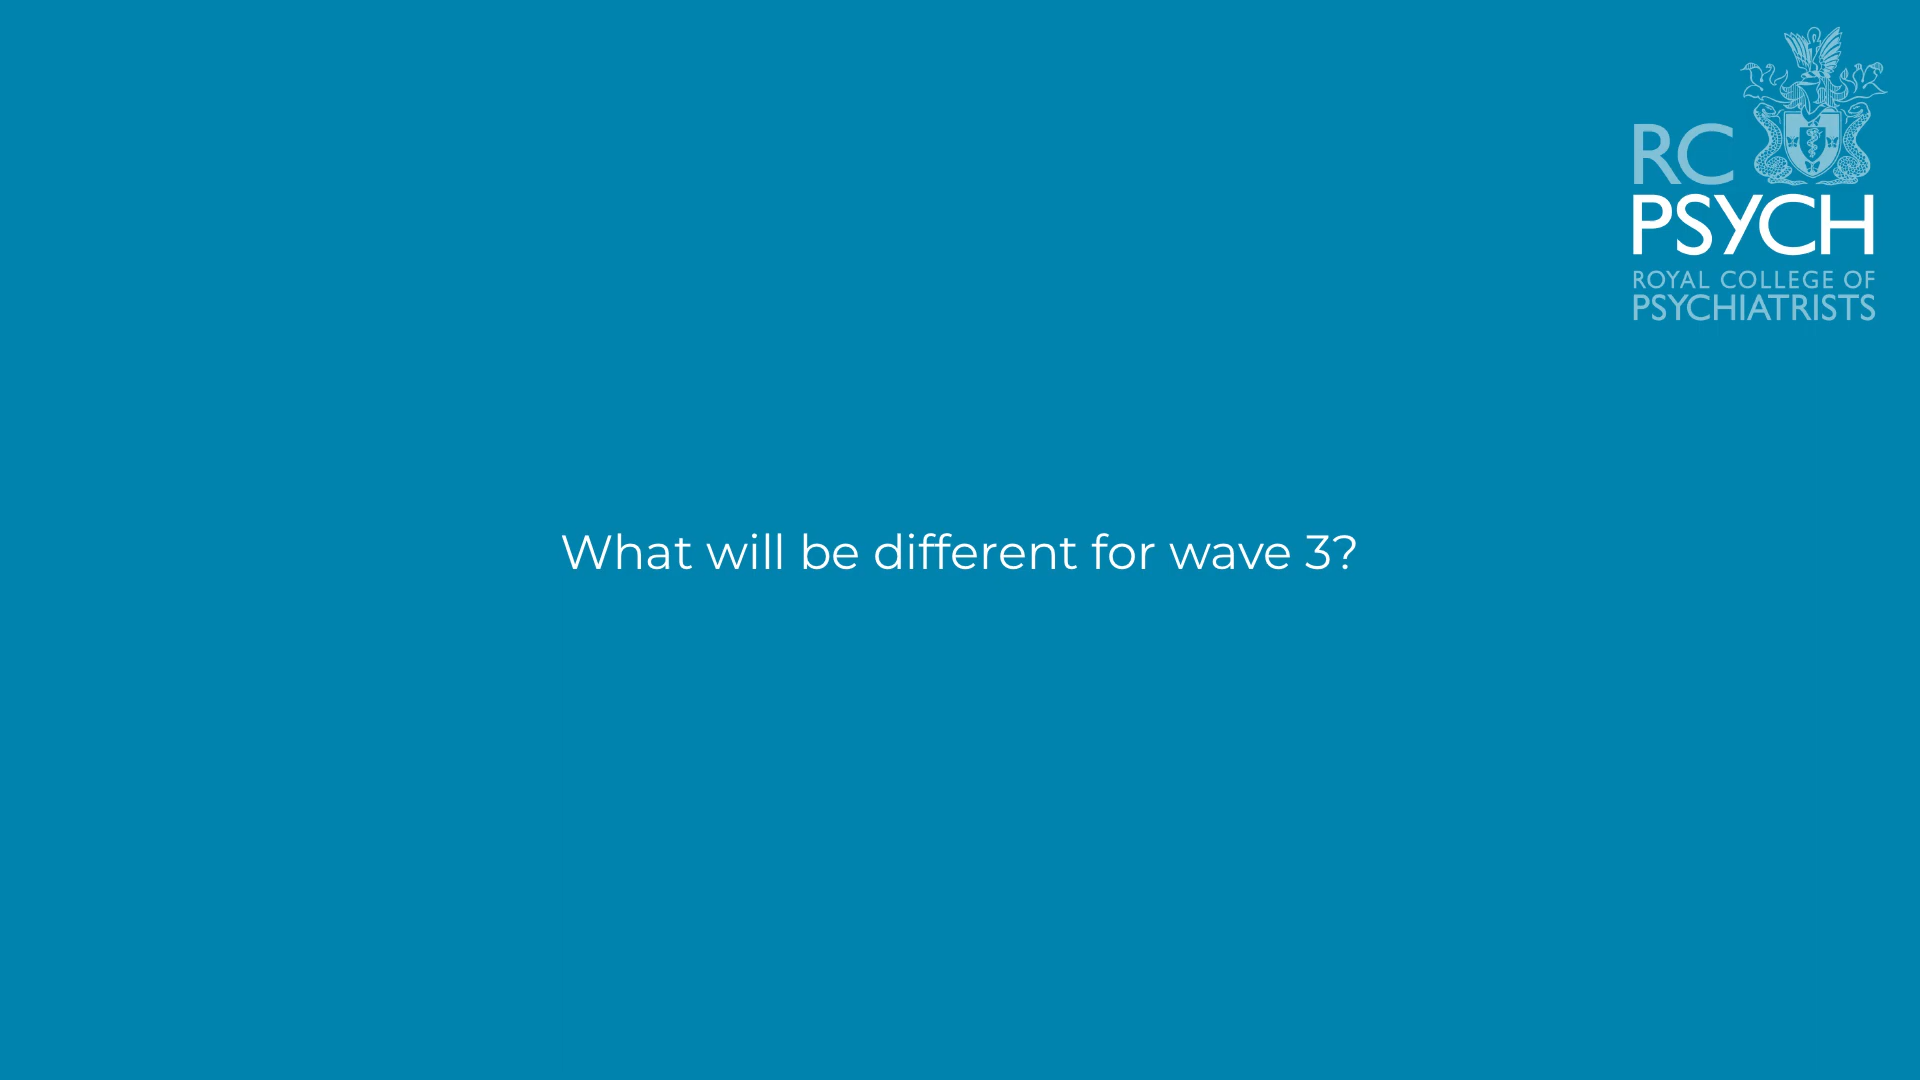 RC
PSYCH
ROYAL COLLEGE OF
PSYCHIATRISTS
What will be different for wave 3?